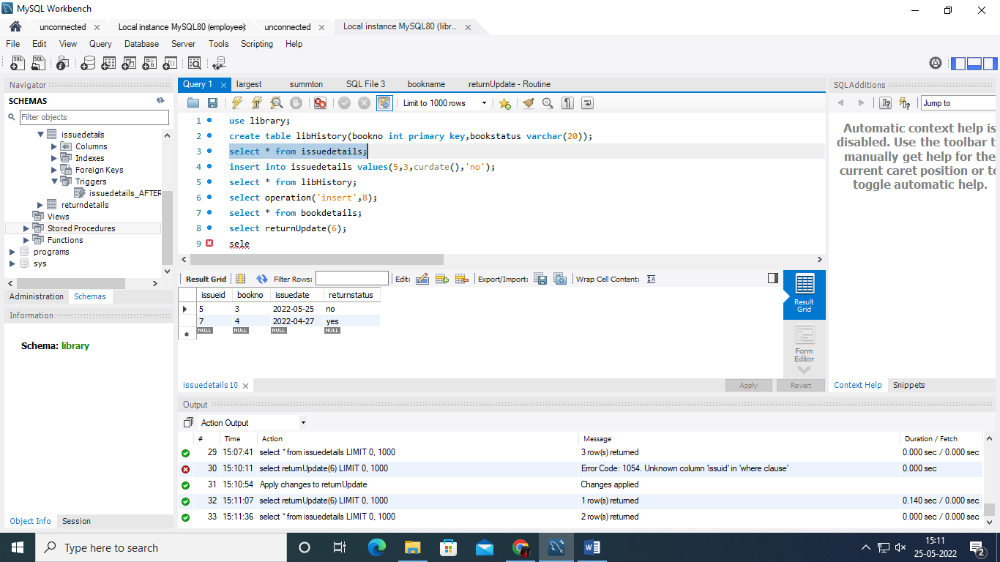 MySQL Workbench
unconnected Local instance MySQL80 (employee) unconnected Local instance MySQL80 (libr...
File Edit View Query Database Server Tools Scripting Help
Navigator
SCHEMAS
Filter objects
issuedetails
Columns
Indexes
Foreign Keys
Triggers
issuedetails_AFTER
returndetails
Views
Stored Procedures
Functions
programs
sys
Administration Schemas
Information
Schema: library
Object Info Session
Query 1 largest summton SQL File 3 bookname returnUpdate - Routine
Limit to 1000 rows
1 use library;
2 create table libHistory(bookno int primary key,bookstatus varchar(20));
3 select * from issuedetails;
4 insert into issuedetails values(5,3,curdate(),'no');
5 select * from libHistory;
6 select operation('insert',8);
7 select * from bookdetails;
8 select returnUpdate(6);
9 sele
Result Grid Filter Rows: Edit: Export/Import: Wrap Cell Content:
issueid bookno issuedate returnstatus
5 3 2022-05-25 no
7 4 2022-04-27 yes
NULL NULL NULL NULL
Result Grid
Form Editor
issuedetails 10 Apply Revert
SQLAdditions
Jump to
Automatic context help is
disabled. Use the toolbar t
manually get help for the
current caret position or to
toggle automatic help.
Context Help Snippets
Output
Action Output
# Time Action Message Duration / Fetch
29 15:07:41 select * from issuedetails LIMIT 0, 1000 3 row(s) returned 0.000 sec / 0.000 sec
30 15:10:11 select returnUpdate(6) LIMIT 0, 1000 Error Code: 1054. Unknown column 'issuid' in 'where clause' 0.000 sec
31 15:10:54 Apply changes to returnUpdate Changes applied
32 15:11:07 select returnUpdate(6) LIMIT 0, 1000 1 row(s) returned 0.140 sec / 0.000 sec
33 15:11:36 select * from issuedetails LIMIT 0, 1000 2 row(s) returned 0.000 sec / 0.000 sec
Type here to search
15:11
25-05-2022
2